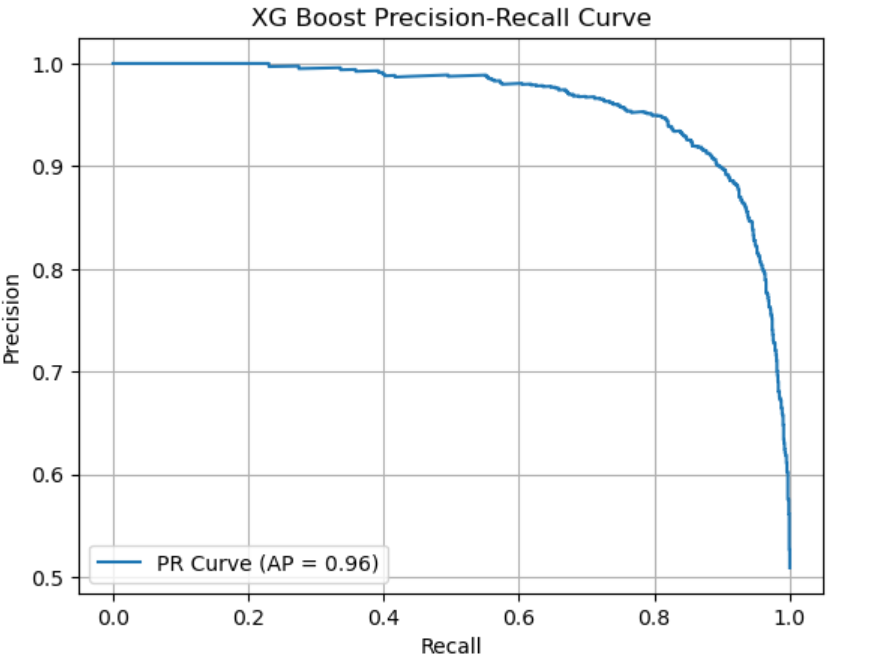 XG Boost Precision-Recall Curve
1.0
0.9
0.8
0.7
0.6
0.5
Precision
PR Curve (AP = 0.96)
0.0 0.2 0.4 0.6 0.8 1.0
Recall